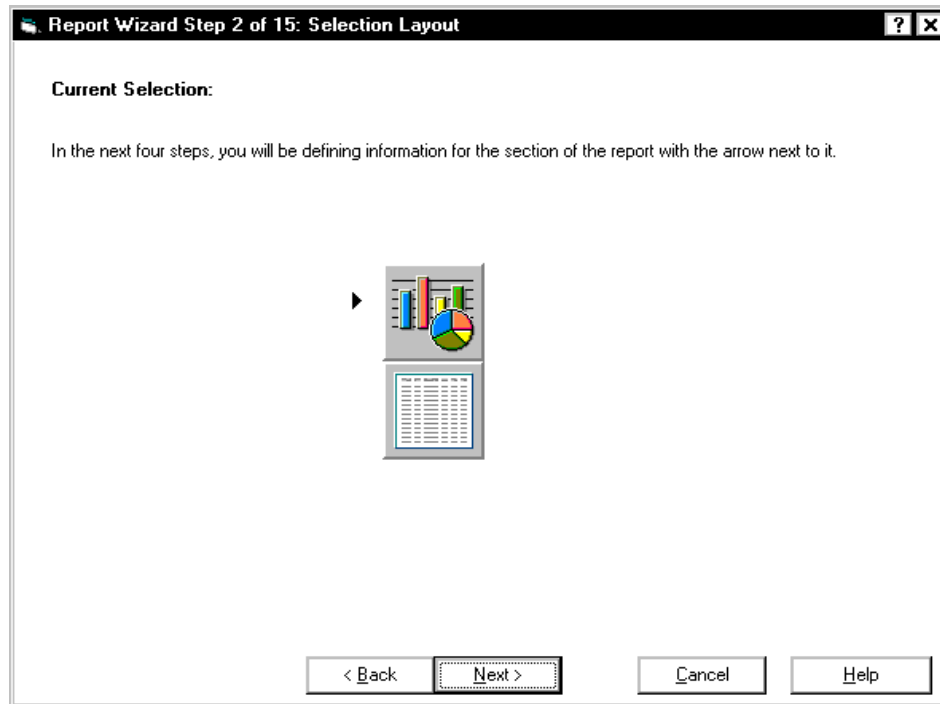 Report Wizard Step 2 of 15: Selection Layout
Current Selection:
In the next four steps, you will be defining information for the section of the report with the arrow next to it.
< Back Next > Cancel Help